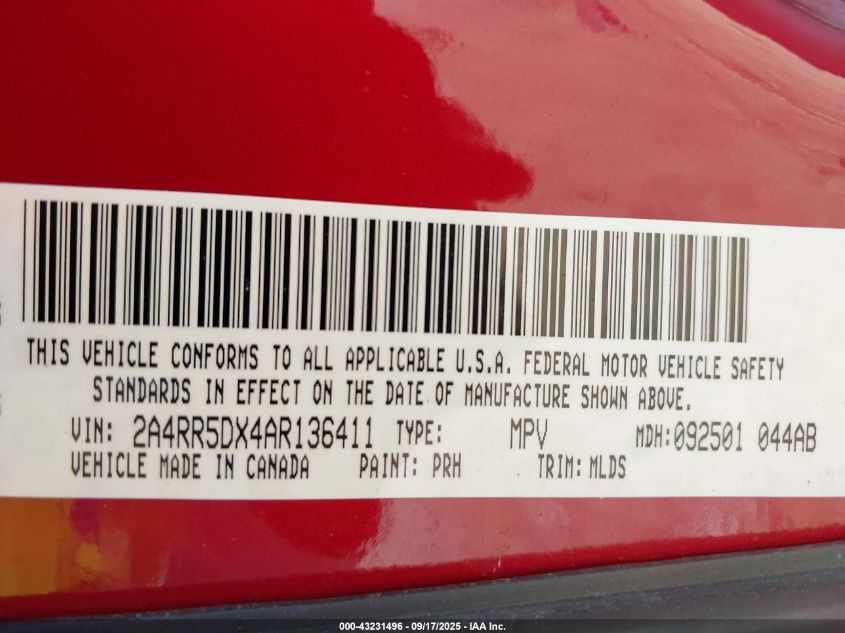 THIS VEHICLE CONFORMS TO ALL APPLICABLE U.S.A. FEDERAL MOTOR VEHICLE SAFETY
STANDARDS IN EFFECT ON THE DATE OF MANUFACTURE SHOWN ABOVE.
VIN: 2A4RR5DX4AR136411 TYPE: MPV MDH:092501 044AB
VEHICLE MADE IN CANADA PAINT: PRH TRIM: MLDS
000-43231496 - 09/17/2025 - IAA Inc.